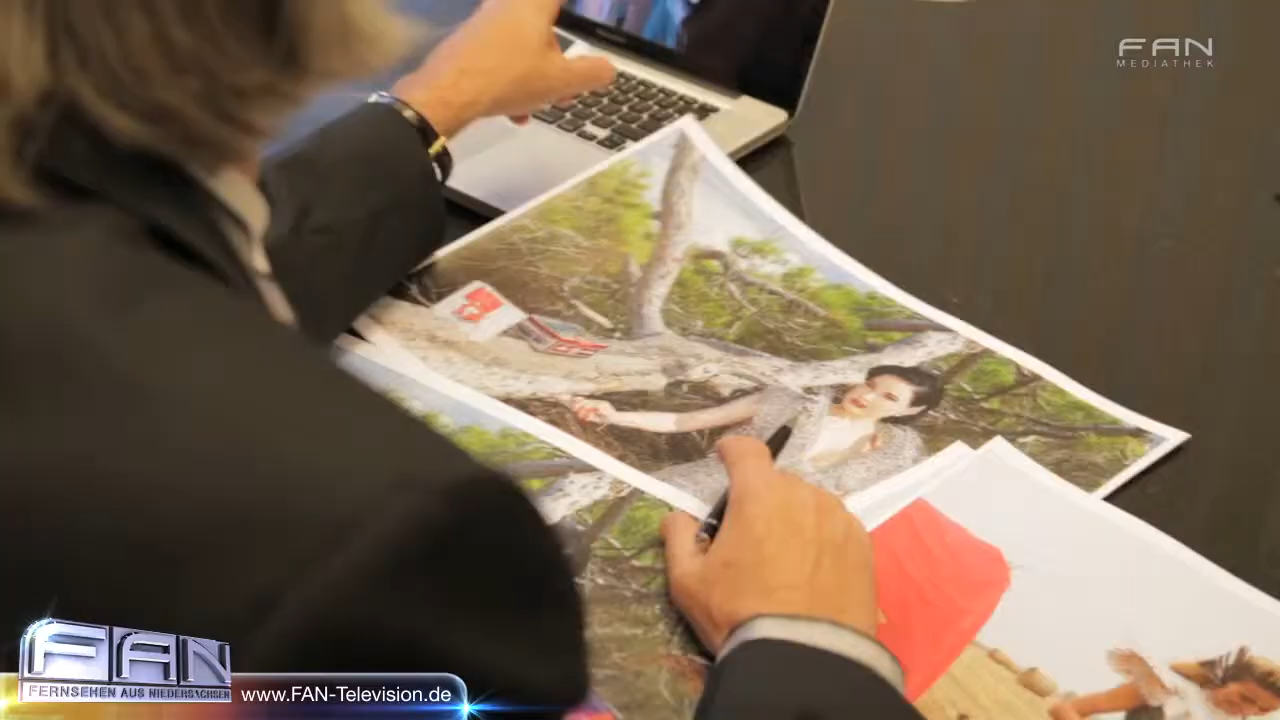 FAN
MEDIATHEK
FAN
FERNSEHEN AUS NIEDERSACHSEN
www.FAN-Television.de